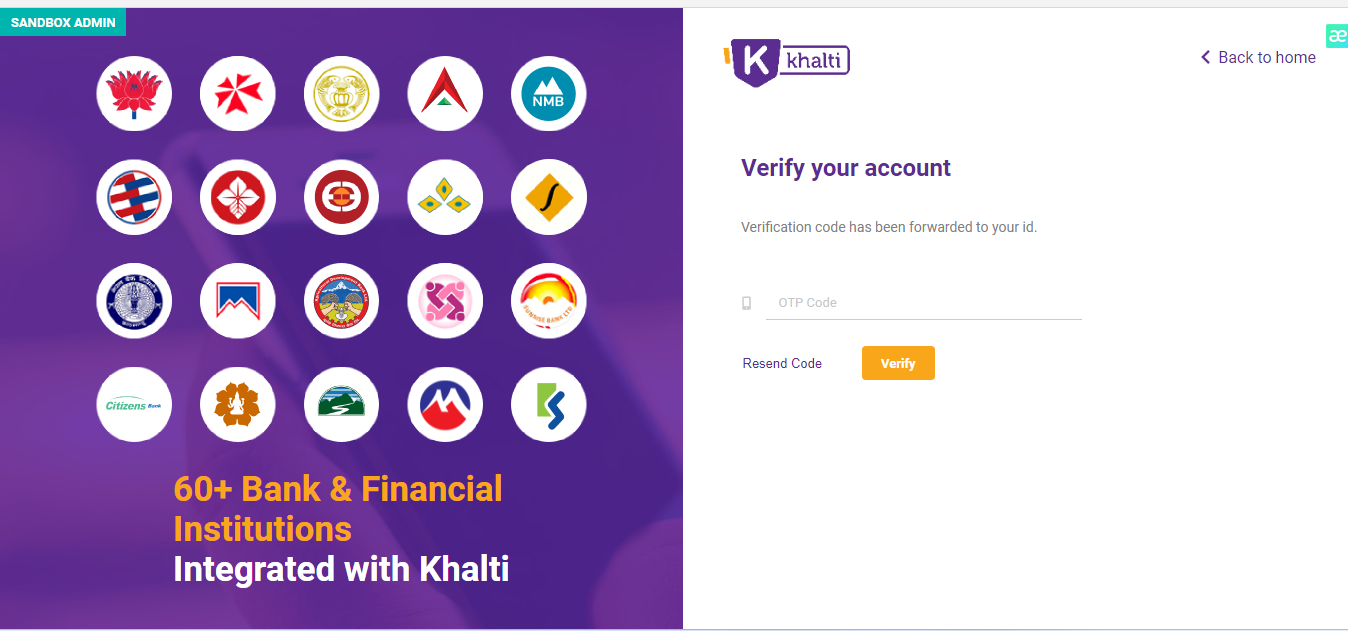 SANDBOX ADMIN
NMB
SUNRISE BANK LTD
Citizens Bank
60+ Bank & Financial
Institutions
Integrated with Khalti
K khalti
Back to home
æ
Verify your account
Verification code has been forwarded to your id.
OTP Code
Resend Code
Verify